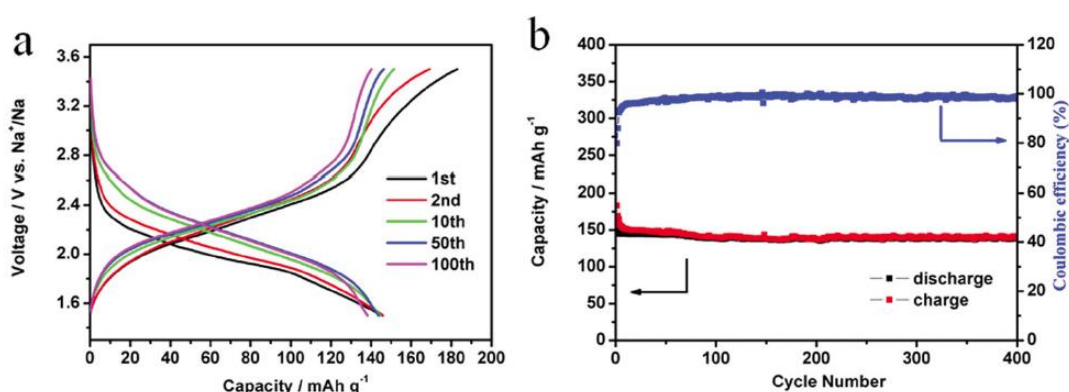 a
3.6
3.2
2.8
2.4
2.0
1.6
Voltage / V vs. Na⁺/Na
1st
2nd
10th
50th
100th
0 20 40 60 80 100 120 140 160 180 200
Capacity / mAh g⁻¹
b
400
350
300
250
200
150
100
50
0
Capacity / mAh g⁻¹
discharge
charge
120
100
80
60
40
20
0
Coulombic efficiency (%)
0 100 200 300 400
Cycle Number